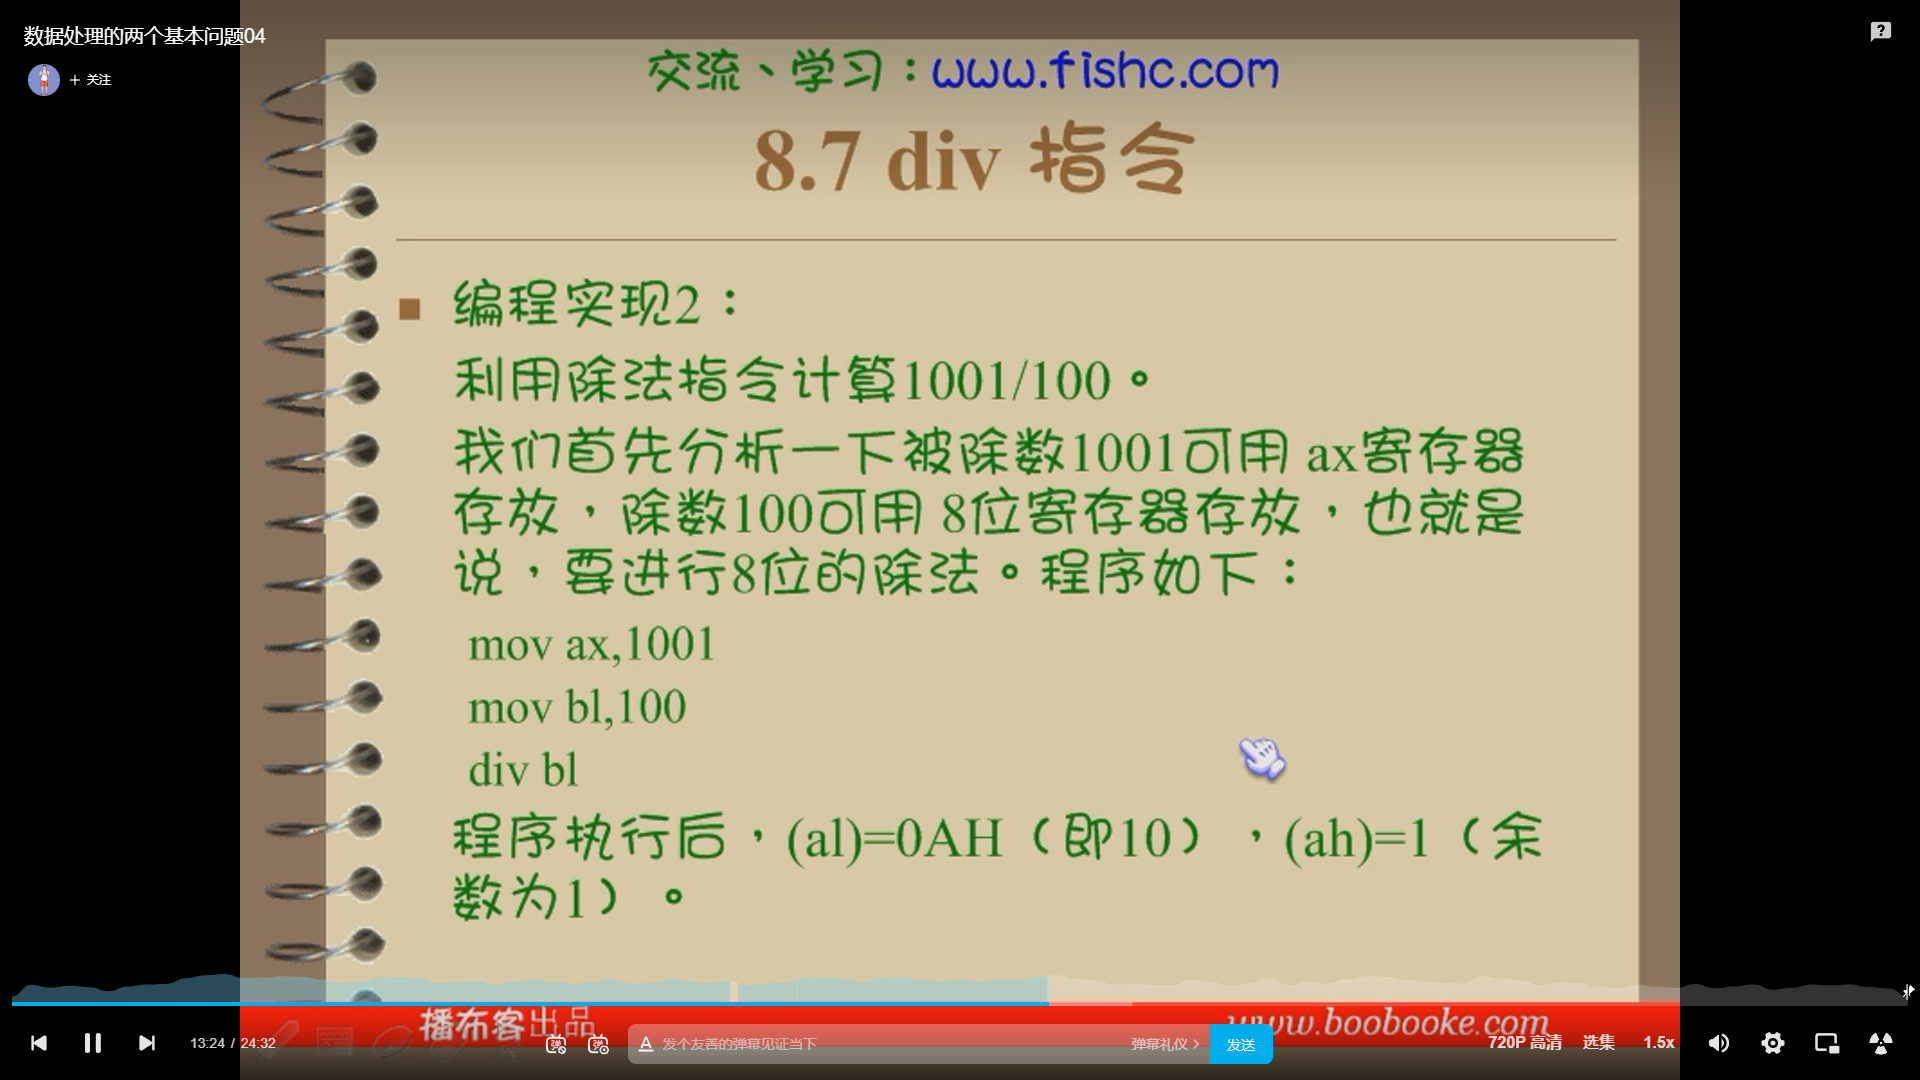 数据处理的两个基本问题04
+ 关注
交流、学习：www.fishc.com
8.7 div 指令
编程实现2：
利用除法指令计算1001/100。
我们首先分析一下被除数1001可用 ax寄存器
存放，除数100可用 8位寄存器存放，也就是
说，要进行8位的除法。程序如下：
mov ax,1001
mov bl,100
div bl
程序执行后，(al)=0AH（即10），(ah)=1（余
数为1）。
播布客出品
www.boobooke.com
13:24 / 24:32
弹
弹
A 发个友善的弹幕见证当下
弹幕礼仪 >
发送
720P 高清
选集
1.5x